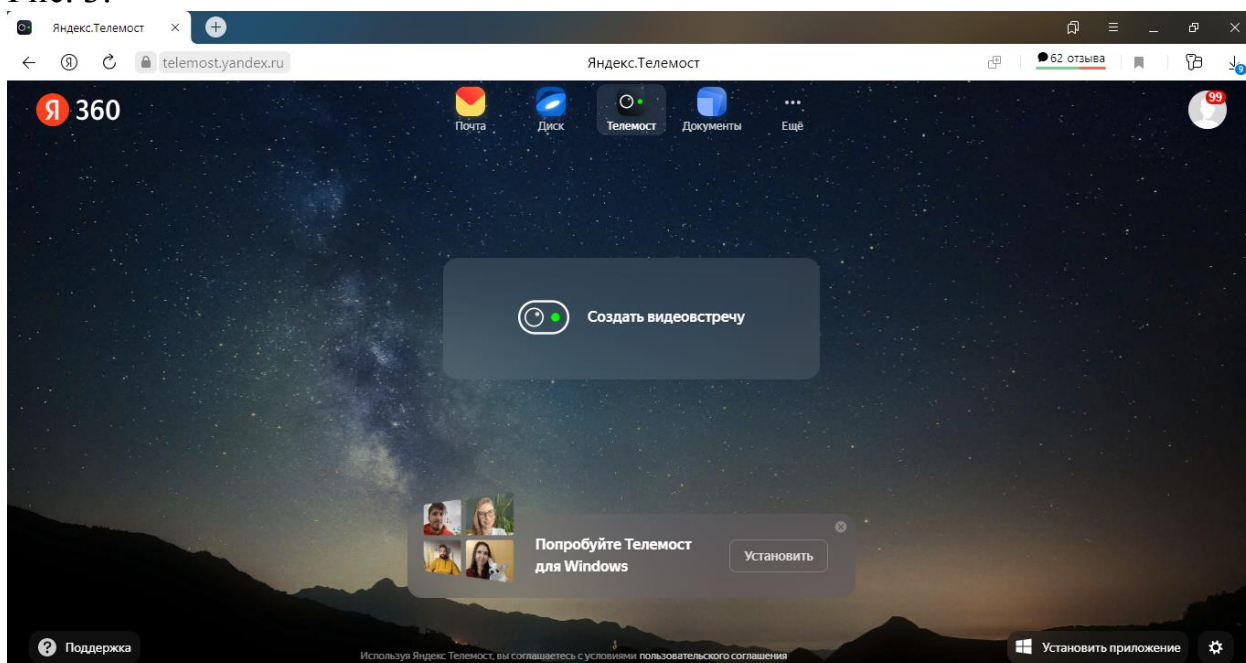 Рис. 3.
Яндекс.Телемост
telemost.yandex.ru
Яндекс.Телемост
62 отзыва
9
Я 360
Почта
Диск
Телемост
Документы
Ещё
99
Создать видеовстречу
Попробуйте Телемост
для Windows
Установить
Поддержка
Используя Яндекс Телемост, вы соглашаетесь с условиями пользовательского соглашения
Установить приложение